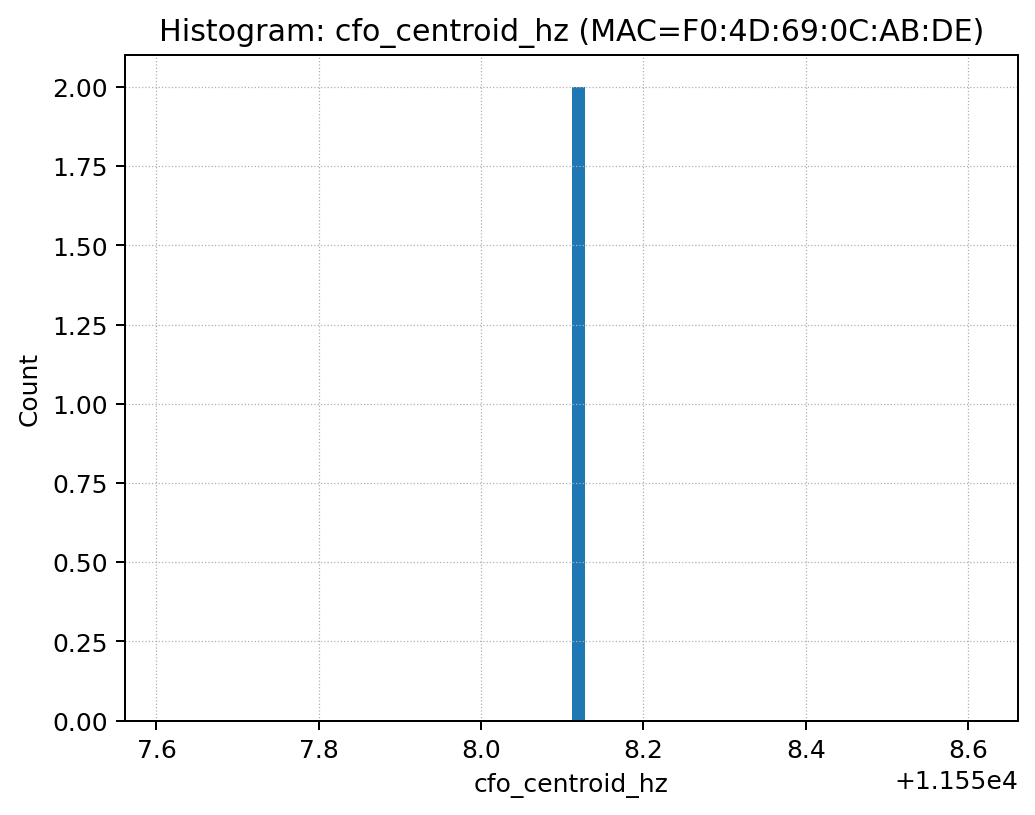 Histogram: cfo_centroid_hz (MAC=F0:4D:69:0C:AB:DE)
2.00
1.75
1.50
1.25
1.00
0.75
0.50
0.25
0.00
Count
7.6 7.8 8.0 8.2 8.4 8.6
cfo_centroid_hz
+1.155e4